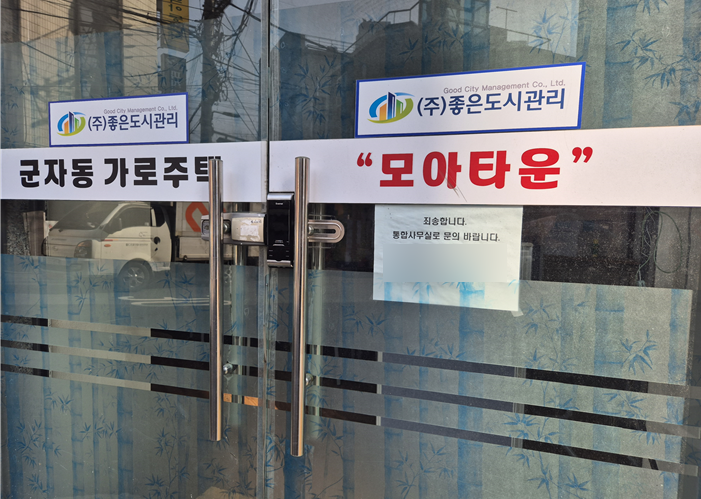 Good City Management Co., Ltd.
(주)좋은도시관리
Good City Management Co., Ltd.
(주)좋은도시관리
군자동 가로주택 “모아타운”
죄송합니다.
통합사무실로 문의 바랍니다.